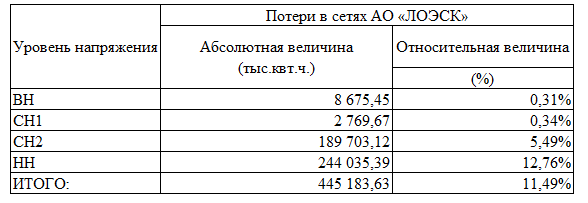 Потери в сетях АО «ЛОЭСК»
Уровень напряжения Абсолютная величина Относительная величина
(тыс.квт.ч.)
(%)
ВН 8 675,45 0,31%
СН1 2 769,67 0,34%
СН2 189 703,12 5,49%
НН 244 035,39 12,76%
ИТОГО: 445 183,63 11,49%